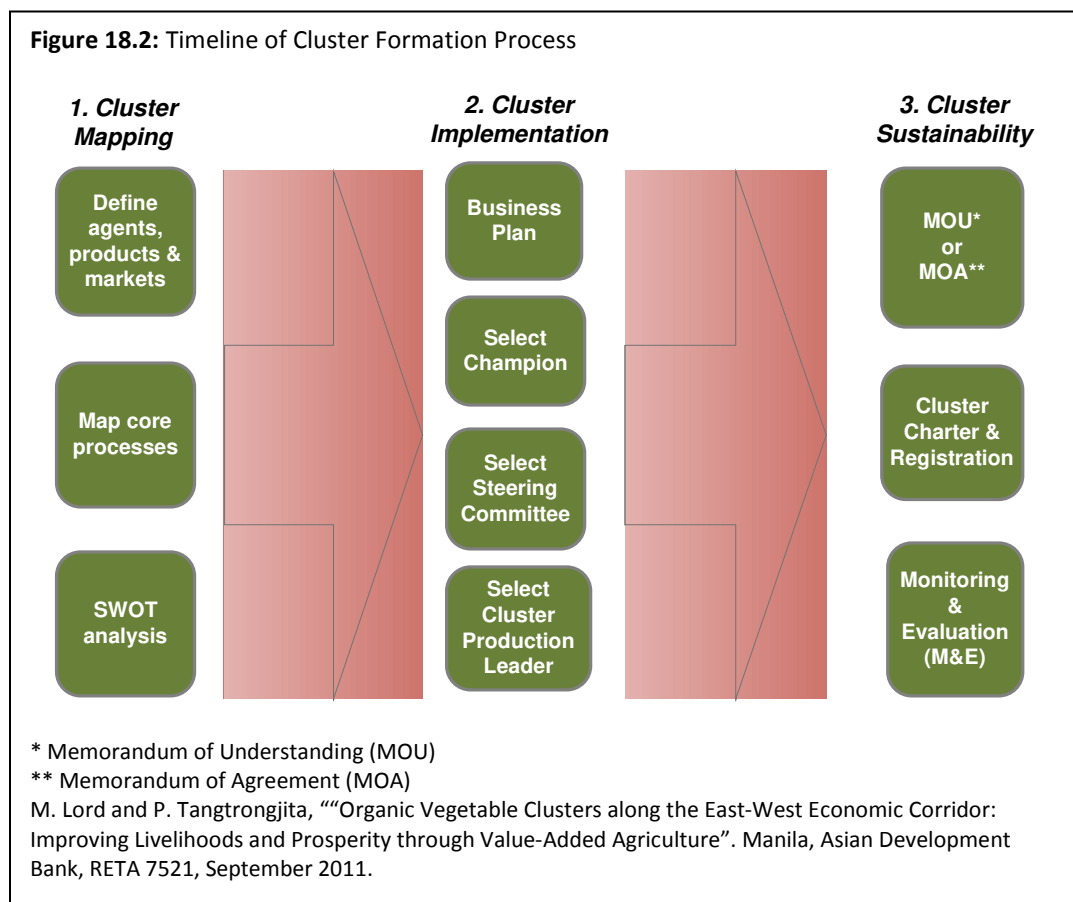 Figure 18.2: Timeline of Cluster Formation Process
1. Cluster
Mapping
Define
agents,
products &
markets
Map core
processes
SWOT
analysis
2. Cluster
Implementation
Business
Plan
Select
Champion
Select
Steering
Committee
Select
Cluster
Production
Leader
3. Cluster
Sustainability
MOU*
or
MOA**
Cluster
Charter &
Registration
Monitoring
&
Evaluation
(M&E)
* Memorandum of Understanding (MOU)
** Memorandum of Agreement (MOA)
M. Lord and P. Tangtrongjita, ““Organic Vegetable Clusters along the East-West Economic Corridor:
Improving Livelihoods and Prosperity through Value-Added Agriculture”. Manila, Asian Development
Bank, RETA 7521, September 2011.